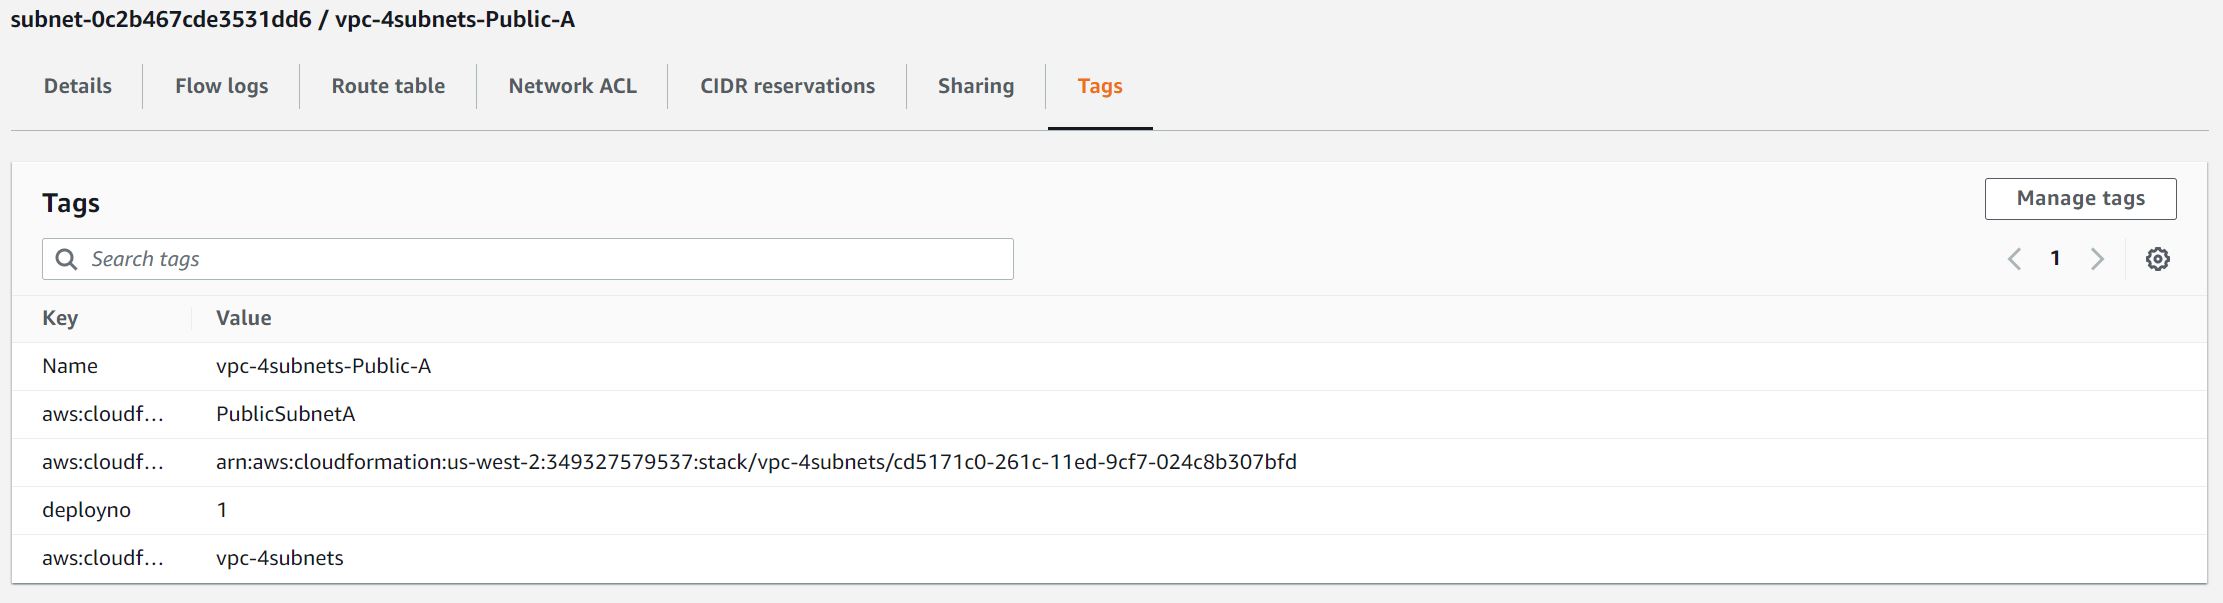 subnet-0c2b467cde3531dd6 / vpc-4subnets-Public-A
Details Flow logs Route table Network ACL CIDR reservations Sharing Tags
Tags
Manage tags
Search tags
1
Key Value
Name vpc-4subnets-Public-A
aws:cloudf... PublicSubnetA
aws:cloudf... arn:aws:cloudformation:us-west-2:349327579537:stack/vpc-4subnets/cd5171c0-261c-11ed-9cf7-024c8b307bfd
deployno 1
aws:cloudf... vpc-4subnets